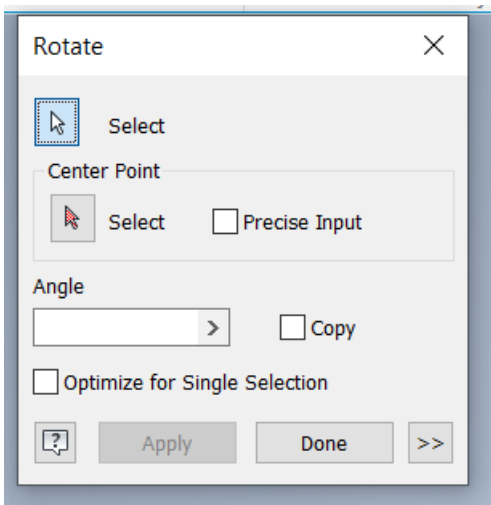 Rotate
Select
Center Point
Select Precise Input
Angle
Copy
Optimize for Single Selection
? Apply Done >>